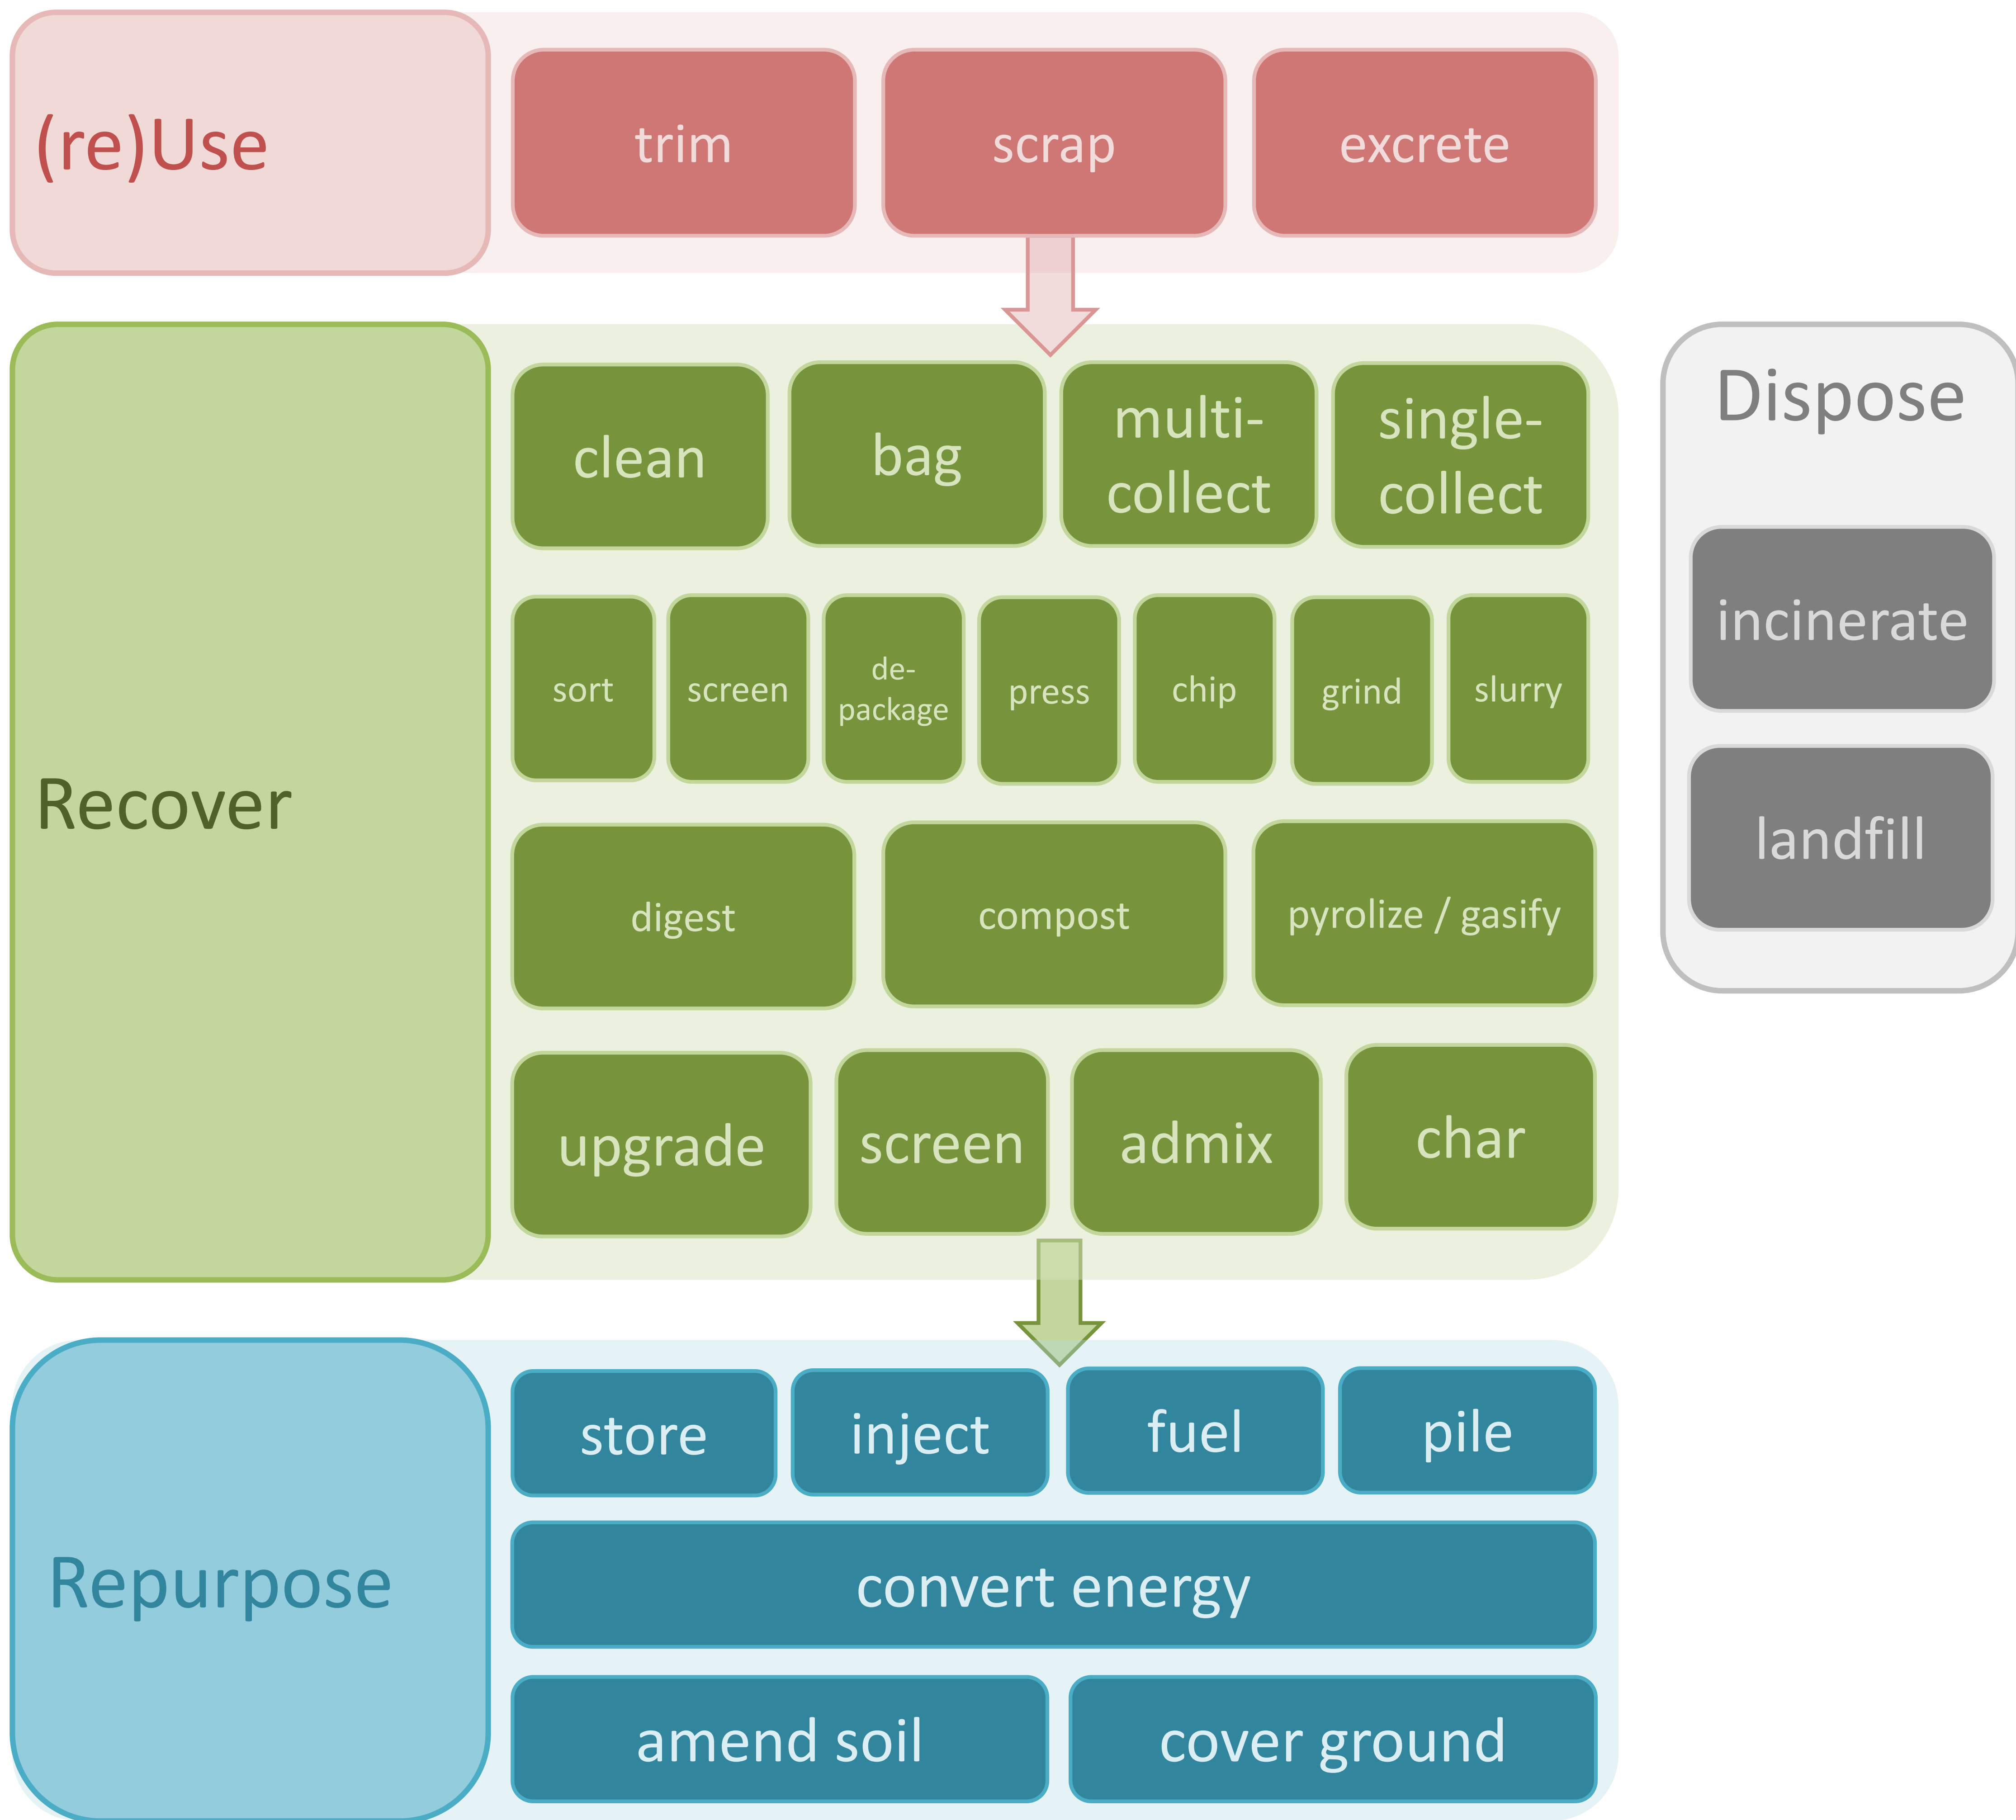 (re)Use
trim
scrap
excrete
Recover
clean
bag
multi-
collect
single-
collect
sort
screen
de-
package
press
chip
grind
slurry
digest
compost
pyrolize / gasify
upgrade
screen
admix
char
Dispose
incinerate
landfill
Repurpose
store
inject
fuel
pile
convert energy
amend soil
cover ground